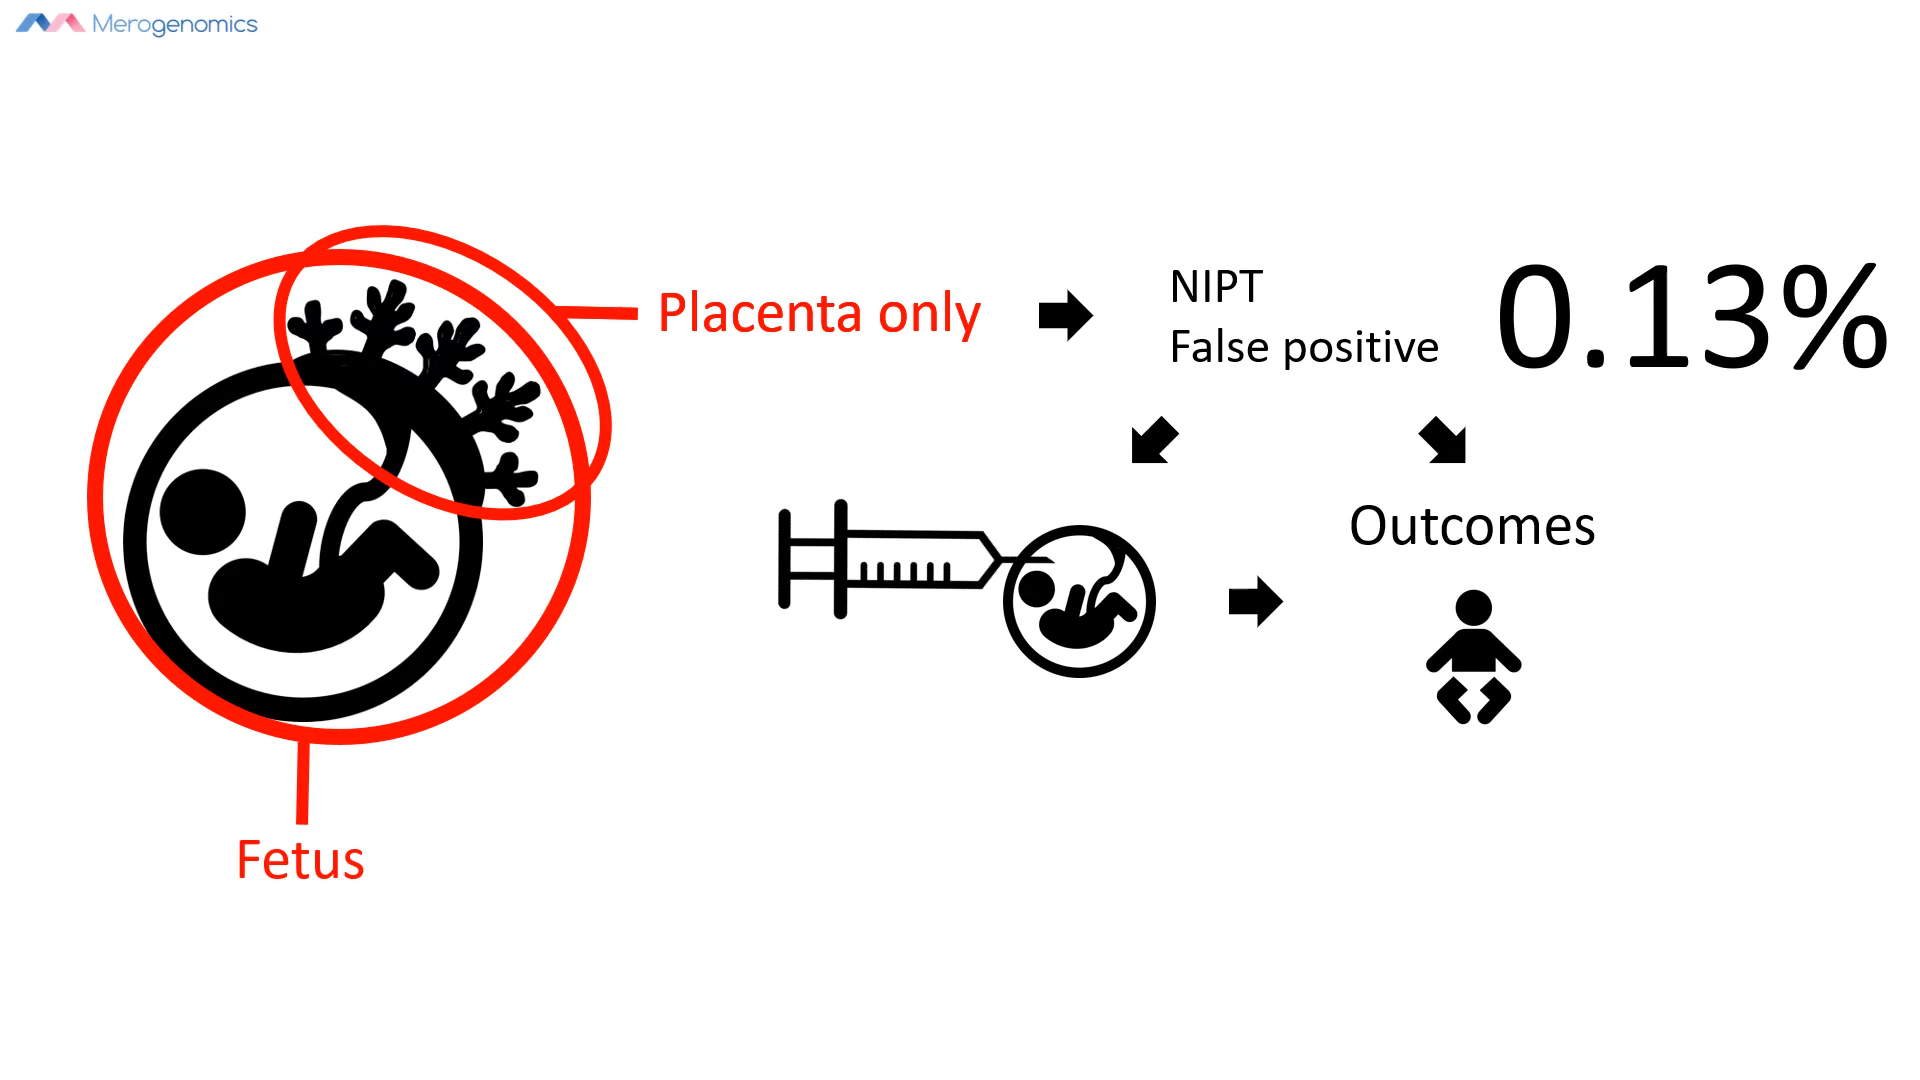 Merogenomics
Placenta only
NIPT
False positive
0.13%
Outcomes
Fetus